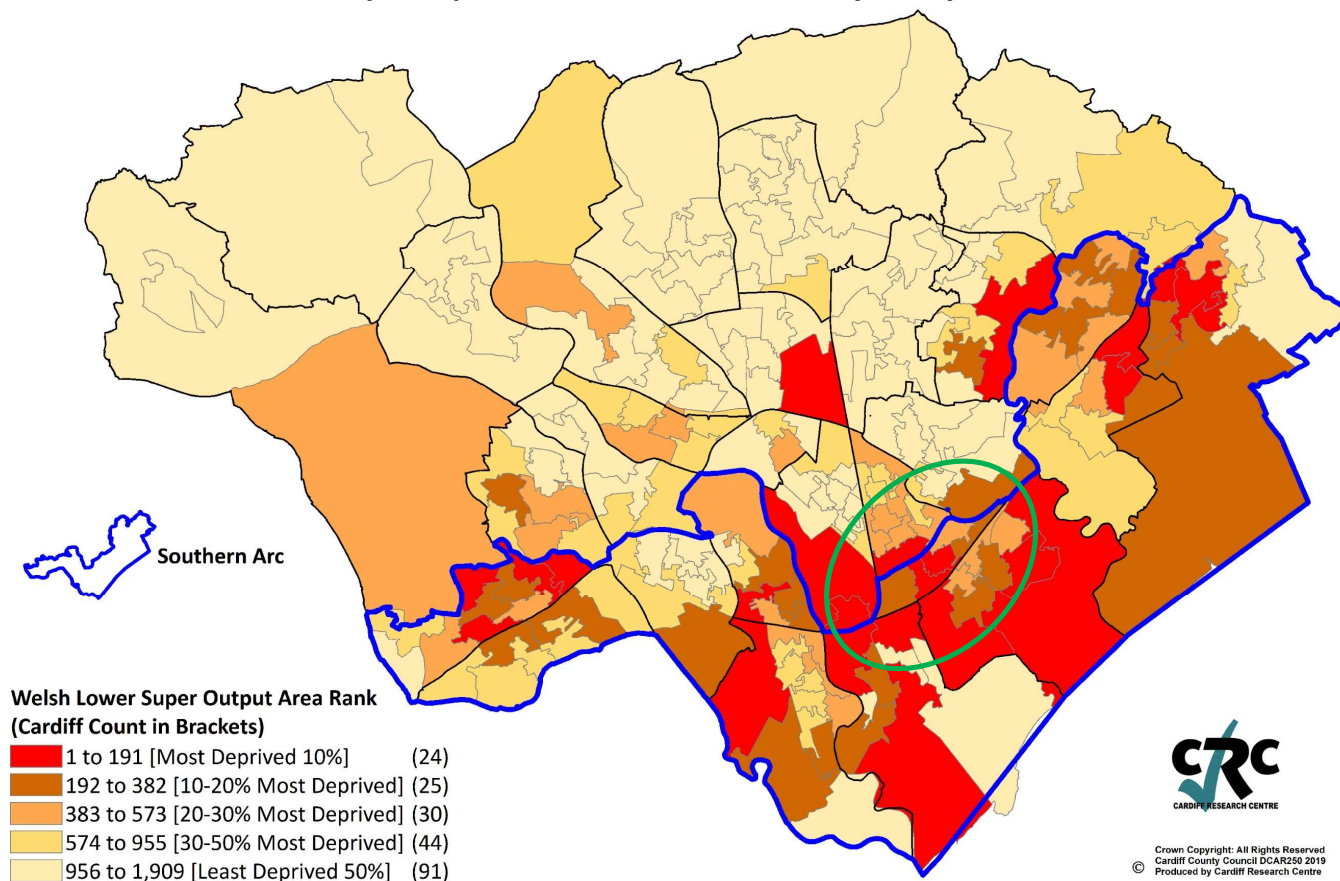 Southern Arc
Welsh Lower Super Output Area Rank
(Cardiff Count in Brackets)
1 to 191 [Most Deprived 10%] (24)
192 to 382 [10-20% Most Deprived] (25)
383 to 573 [20-30% Most Deprived] (30)
574 to 955 [30-50% Most Deprived] (44)
956 to 1,909 [Least Deprived 50%] (91)
CRC
CARDIFF RESEARCH CENTRE
Crown Copyright: All Rights Reserved
Cardiff County Council DCAR250 2019
© Produced by Cardiff Research Centre